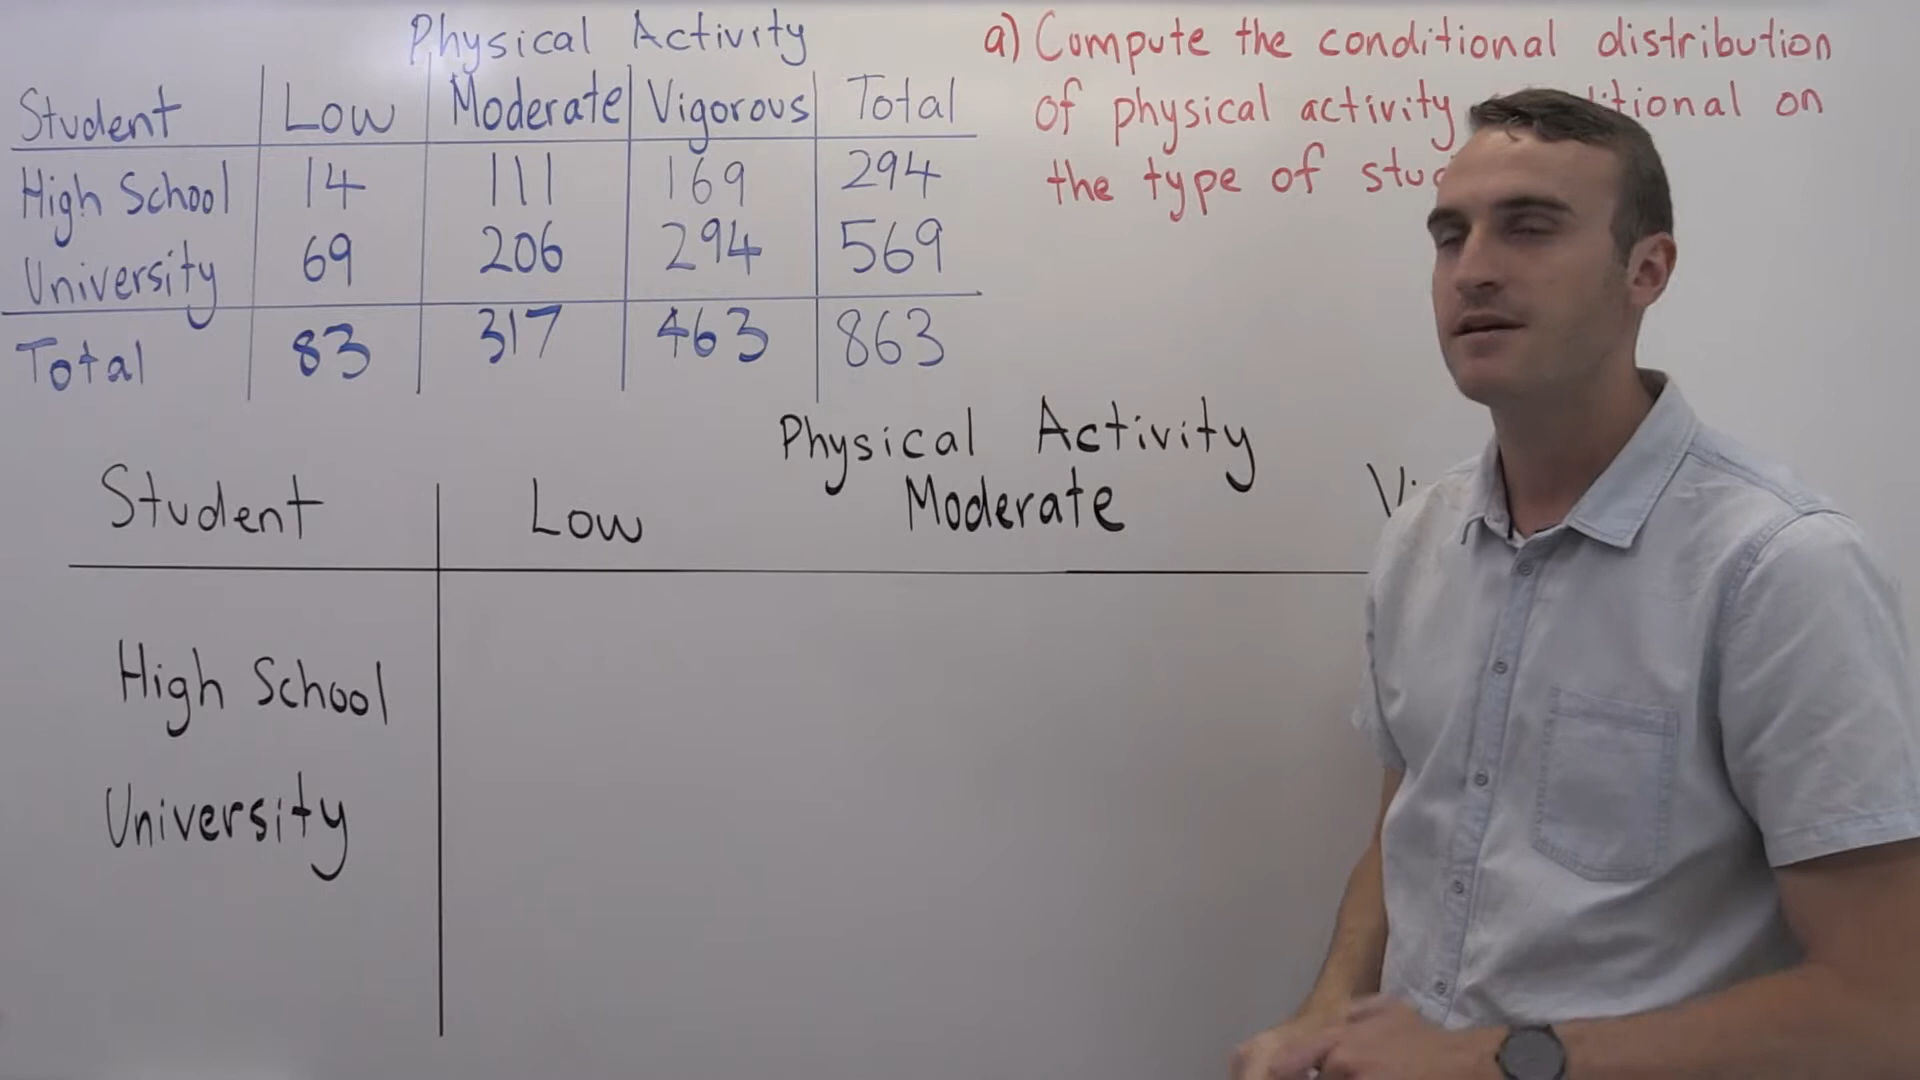 Physical Activity
Student Low Moderate Vigorous Total
High School 14 111 169 294
University 69 206 294 569
Total 83 317 463 863
a) Compute the conditional distribution
of physical activity on
the type of
Physical Activity
Student Low Moderate
High School
University